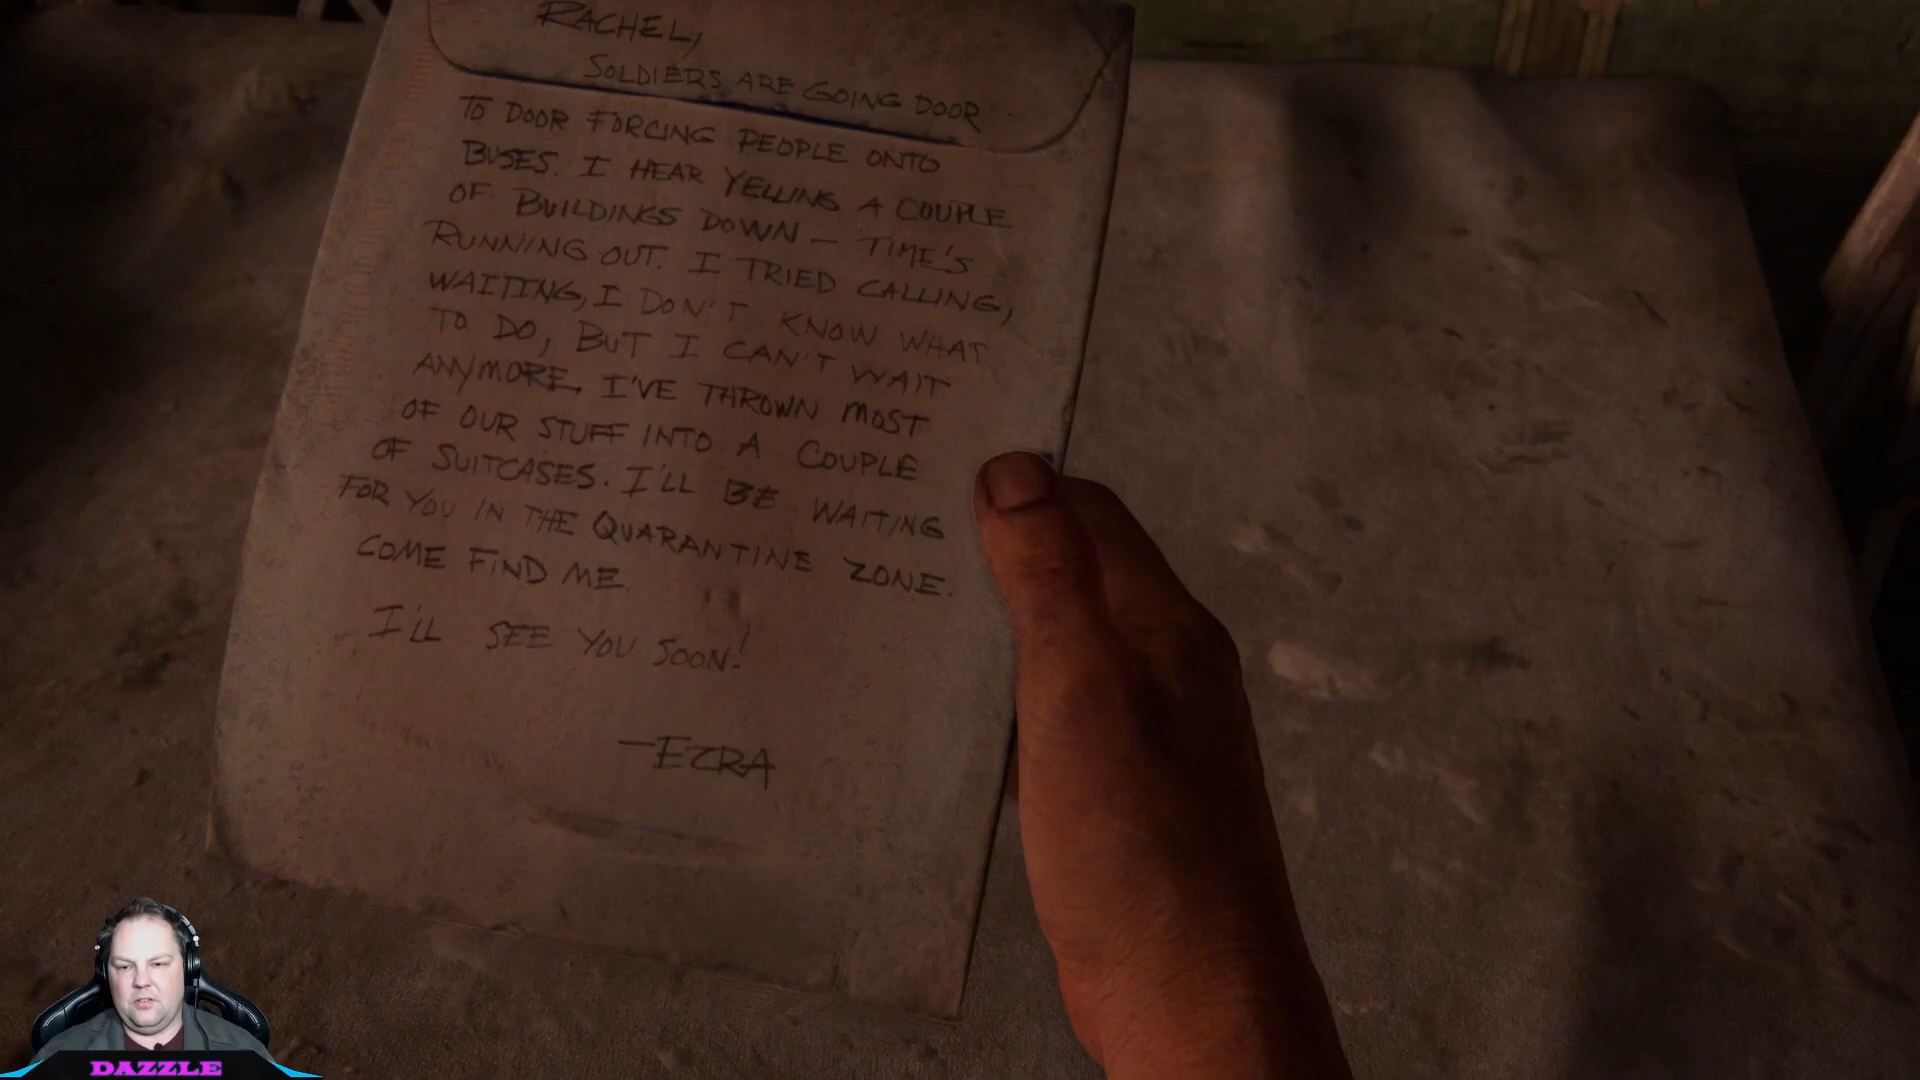 RACHEL,
SOLDIERS ARE GOING DOOR
TO DOOR FORCING PEOPLE ONTO
BUSES. I HEAR YELLING A COUPLE
OF BUILDINGS DOWN – TIME'S
RUNNING OUT. I TRIED CALLING,
WAITING, I DON'T KNOW WHAT
TO DO, BUT I CAN'T WAIT
ANYMORE. I'VE THROWN MOST
OF OUR STUFF INTO A COUPLE
OF SUITCASES. I'LL BE WAITING
FOR YOU IN THE QUARANTINE ZONE.
COME FIND ME.
I'LL SEE YOU SOON!
—EZRA
DAZZLE